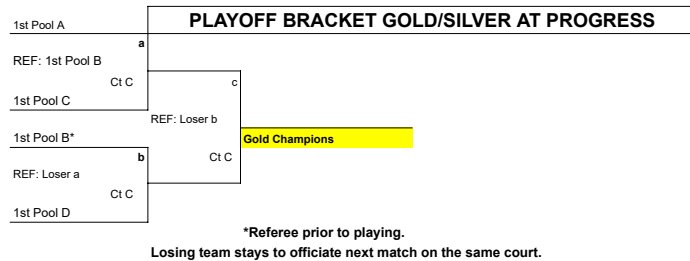 PLAYOFF BRACKET GOLD/SILVER AT PROGRESS
1st Pool A
a
REF: 1st Pool B
Ct C
c
1st Pool C
REF: Loser b
1st Pool B*
Gold Champions
b
Ct C
REF: Loser a
Ct C
1st Pool D
*Referee prior to playing.
Losing team stays to officiate next match on the same court.